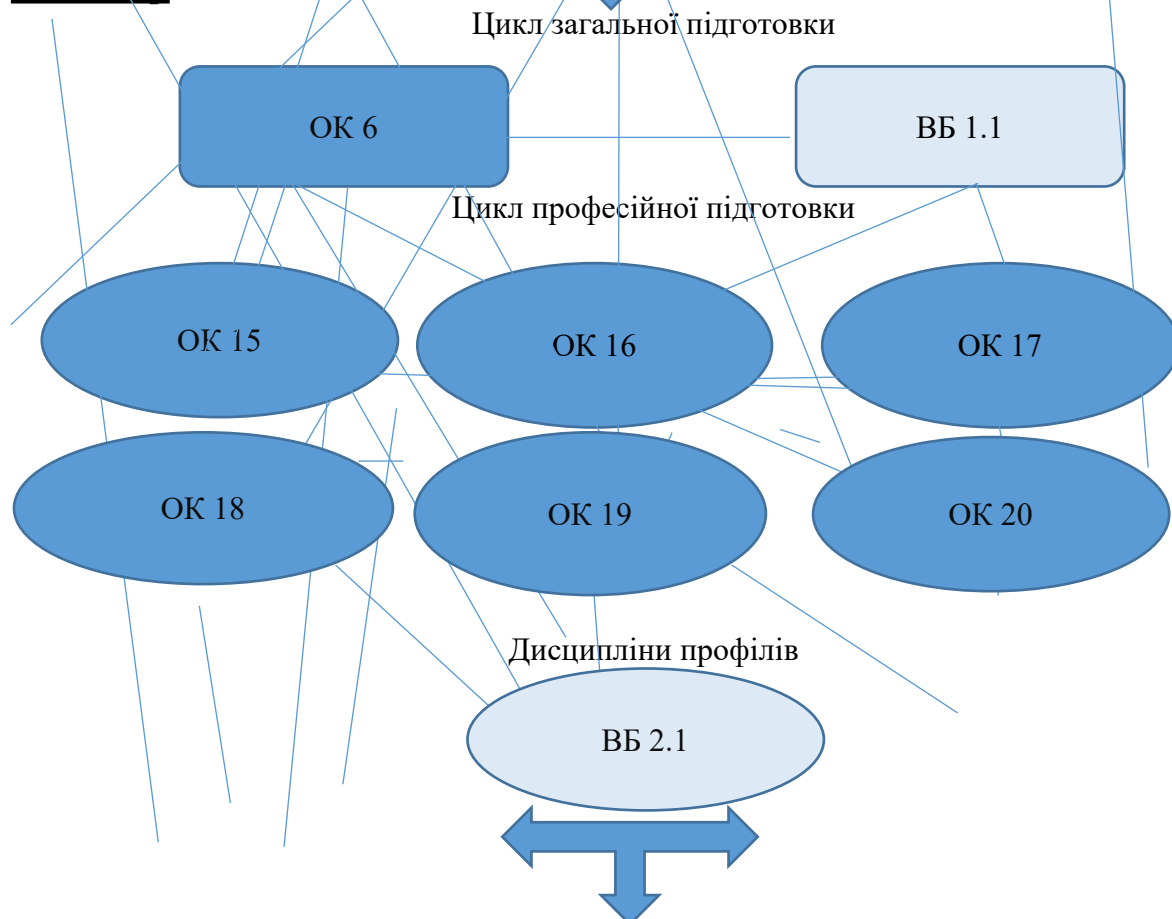 Цикл загальної підготовки
ОК 6
ВБ 1.1
Цикл професійної підготовки
ОК 15
ОК 16
ОК 17
ОК 18
ОК 19
ОК 20
Дисципліни профілів
ВБ 2.1